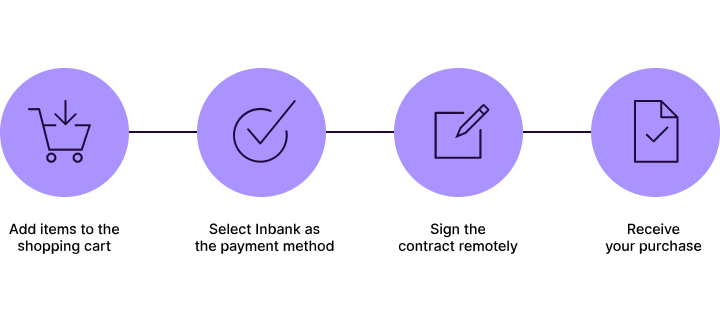 Add items to the
shopping cart
Select Inbank as
the payment method
Sign the
contract remotely
Receive
your purchase